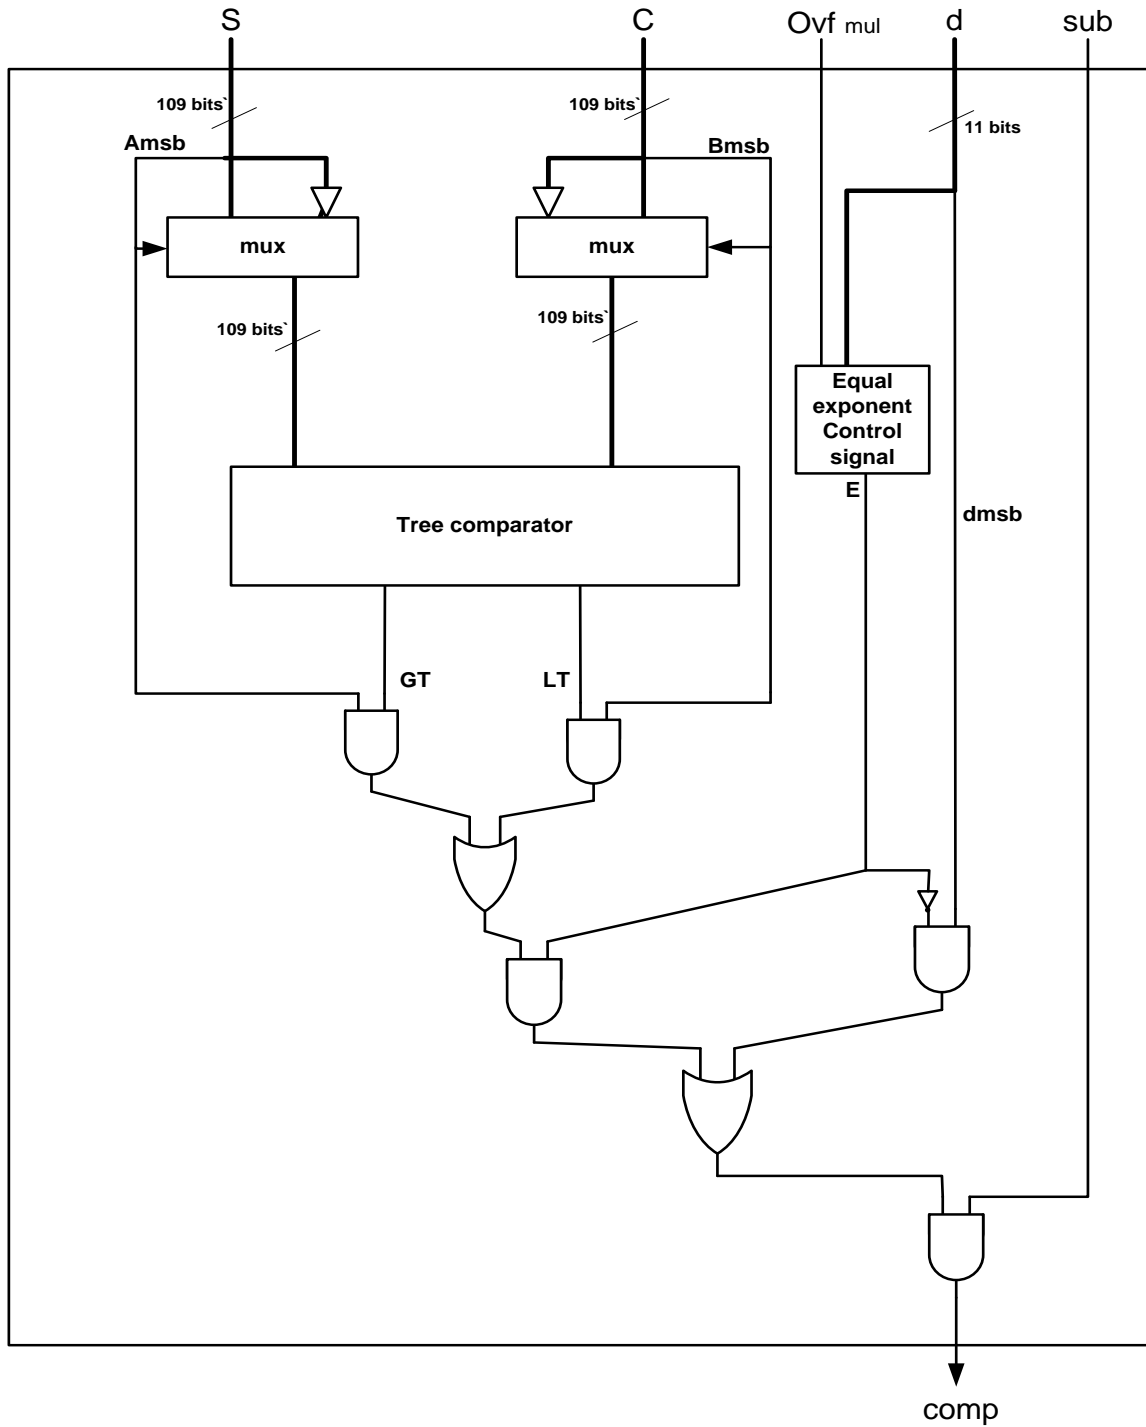 S
C
Ovf mul
d
sub
109 bits`
109 bits`
11 bits
Amsb
Bmsb
mux
mux
109 bits`
109 bits`
Equal
exponent
Control
signal
E
dmsb
Tree comparator
GT
LT
comp